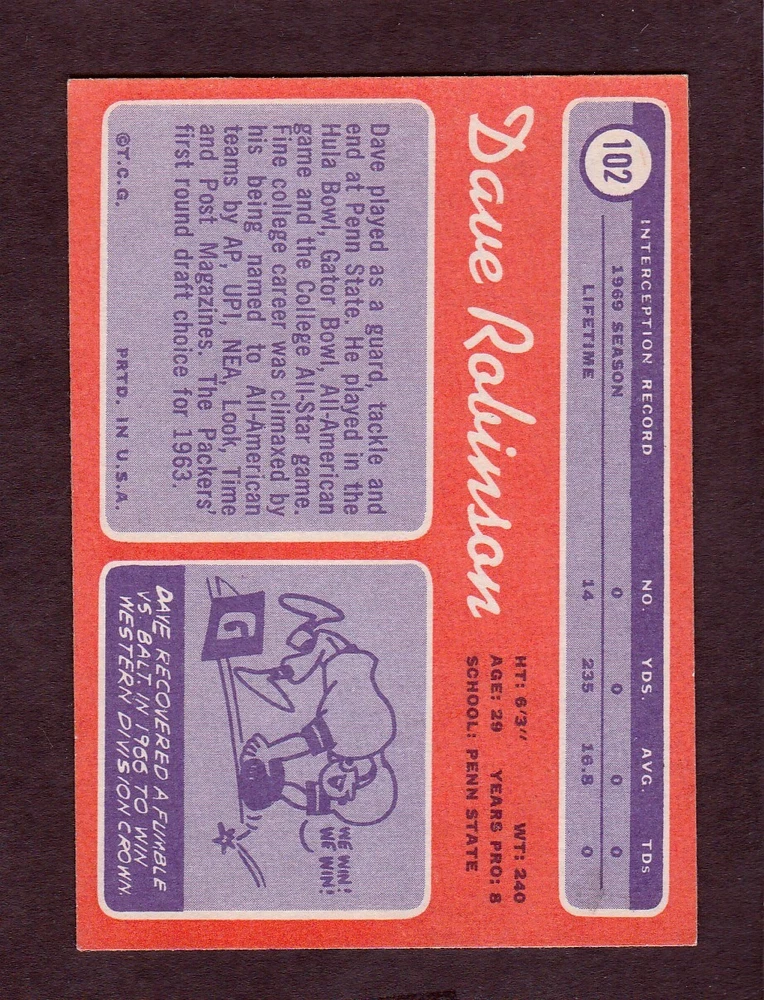 102
INTERCEPTION RECORD NO. YDS. AVG. TDs
1969 SEASON 0 0 0 0
LIFETIME 14 235 16.8 0
Dave Robinson
HT: 6'3" WT: 240
AGE: 29 YEARS PRO: 8
SCHOOL: PENN STATE
Dave played as a guard, tackle and
end at Penn State. He played in the
Hula Bowl, Gator Bowl, All-American
game and the College All-Star game.
Fine college career was climaxed by
his being named to All-American
teams by AP, UPI, NEA, Look, Time
and Post Magazines. The Packers'
first round draft choice for 1963.
©T.C.G. PRTD. IN U.S.A.
WE WIN!
WE WIN!
G
DAVE RECOVERED A FUMBLE
VS. BALT IN 1966 TO WIN
WESTERN DIVISION CROWN.